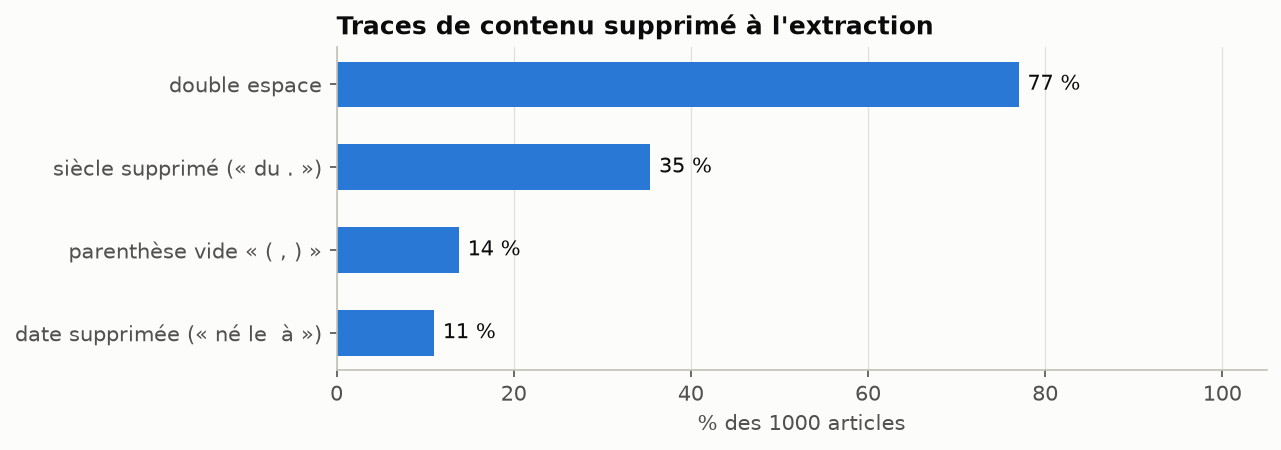 Traces de contenu supprimé à l'extraction
double espace
77 %
siècle supprimé (« du . »)
35 %
parenthèse vide « ( , ) »
14 %
date supprimée (« né le  à »)
11 %
0 20 40 60 80 100
% des 1000 articles